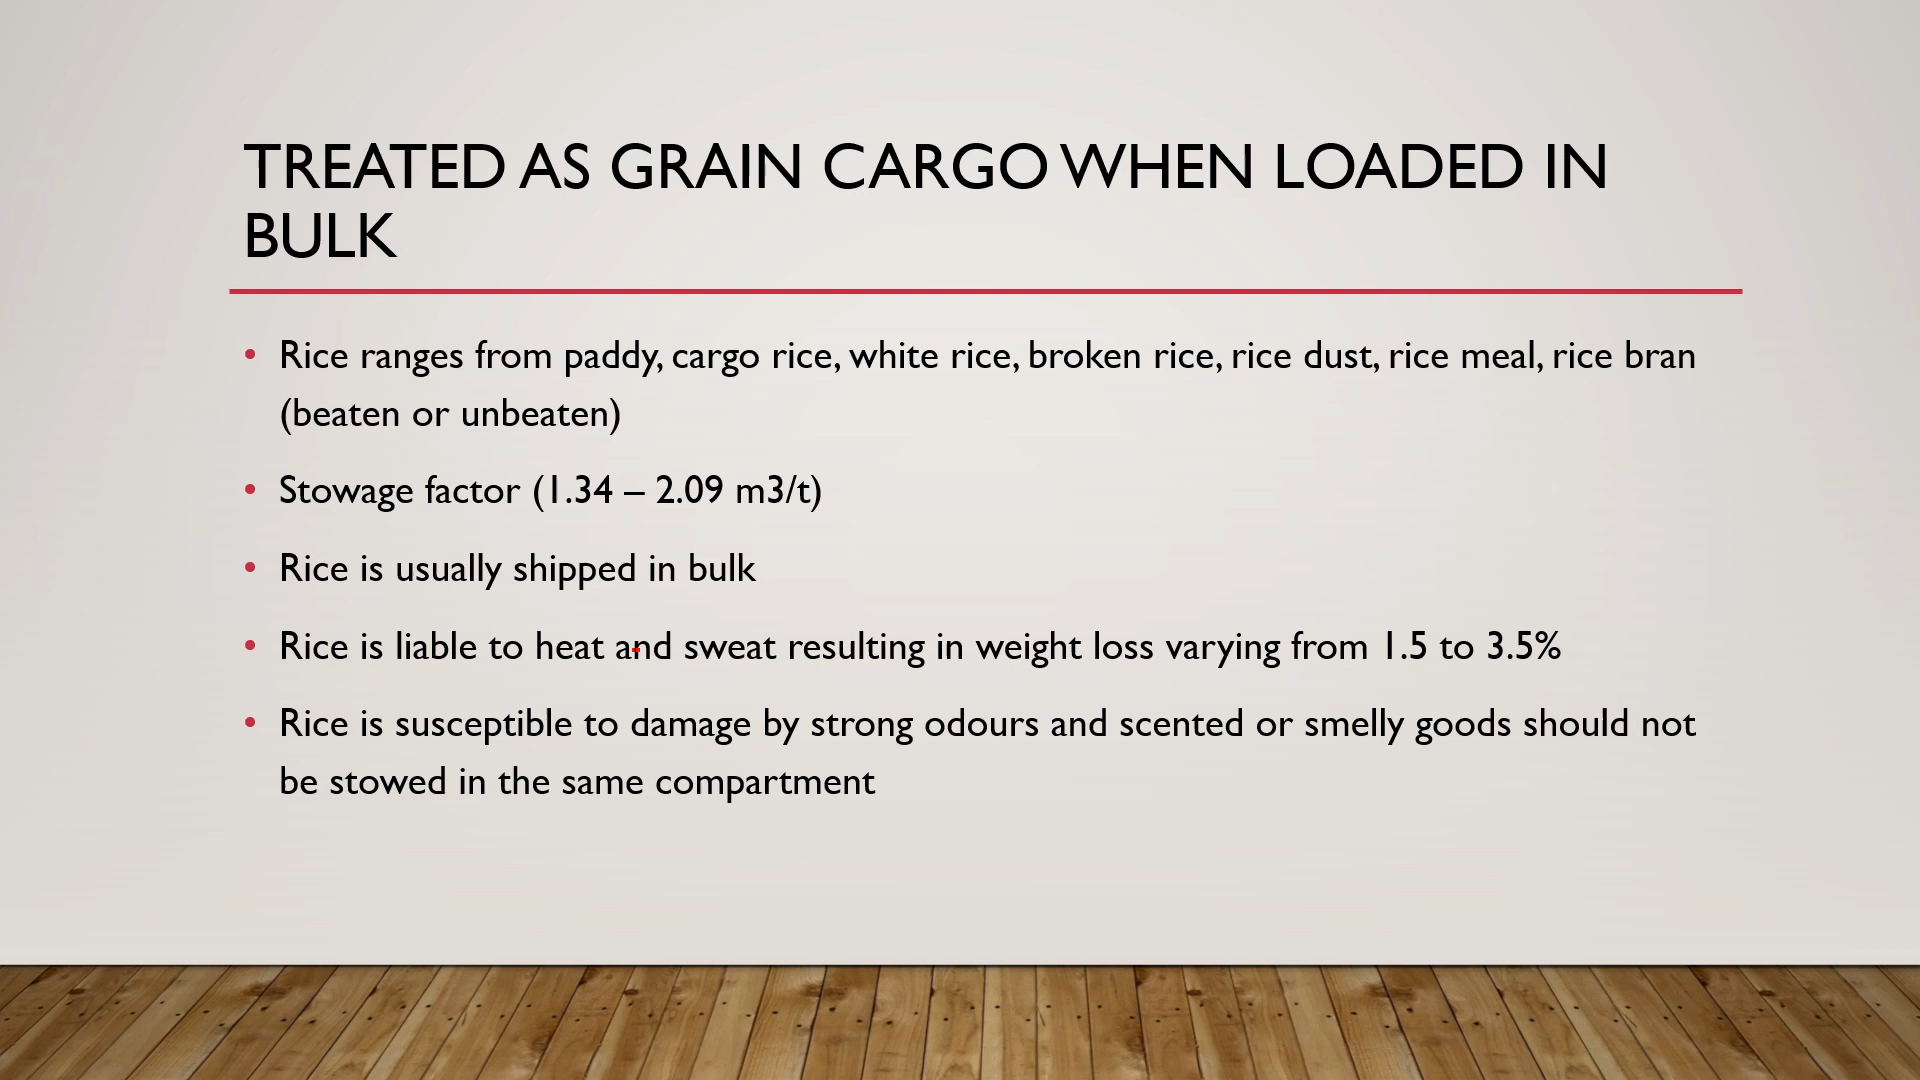 TREATED AS GRAIN CARGO WHEN LOADED IN
BULK
• Rice ranges from paddy, cargo rice, white rice, broken rice, rice dust, rice meal, rice bran
(beaten or unbeaten)
• Stowage factor (1.34 – 2.09 m3/t)
• Rice is usually shipped in bulk
• Rice is liable to heat and sweat resulting in weight loss varying from 1.5 to 3.5%
• Rice is susceptible to damage by strong odours and scented or smelly goods should not
be stowed in the same compartment